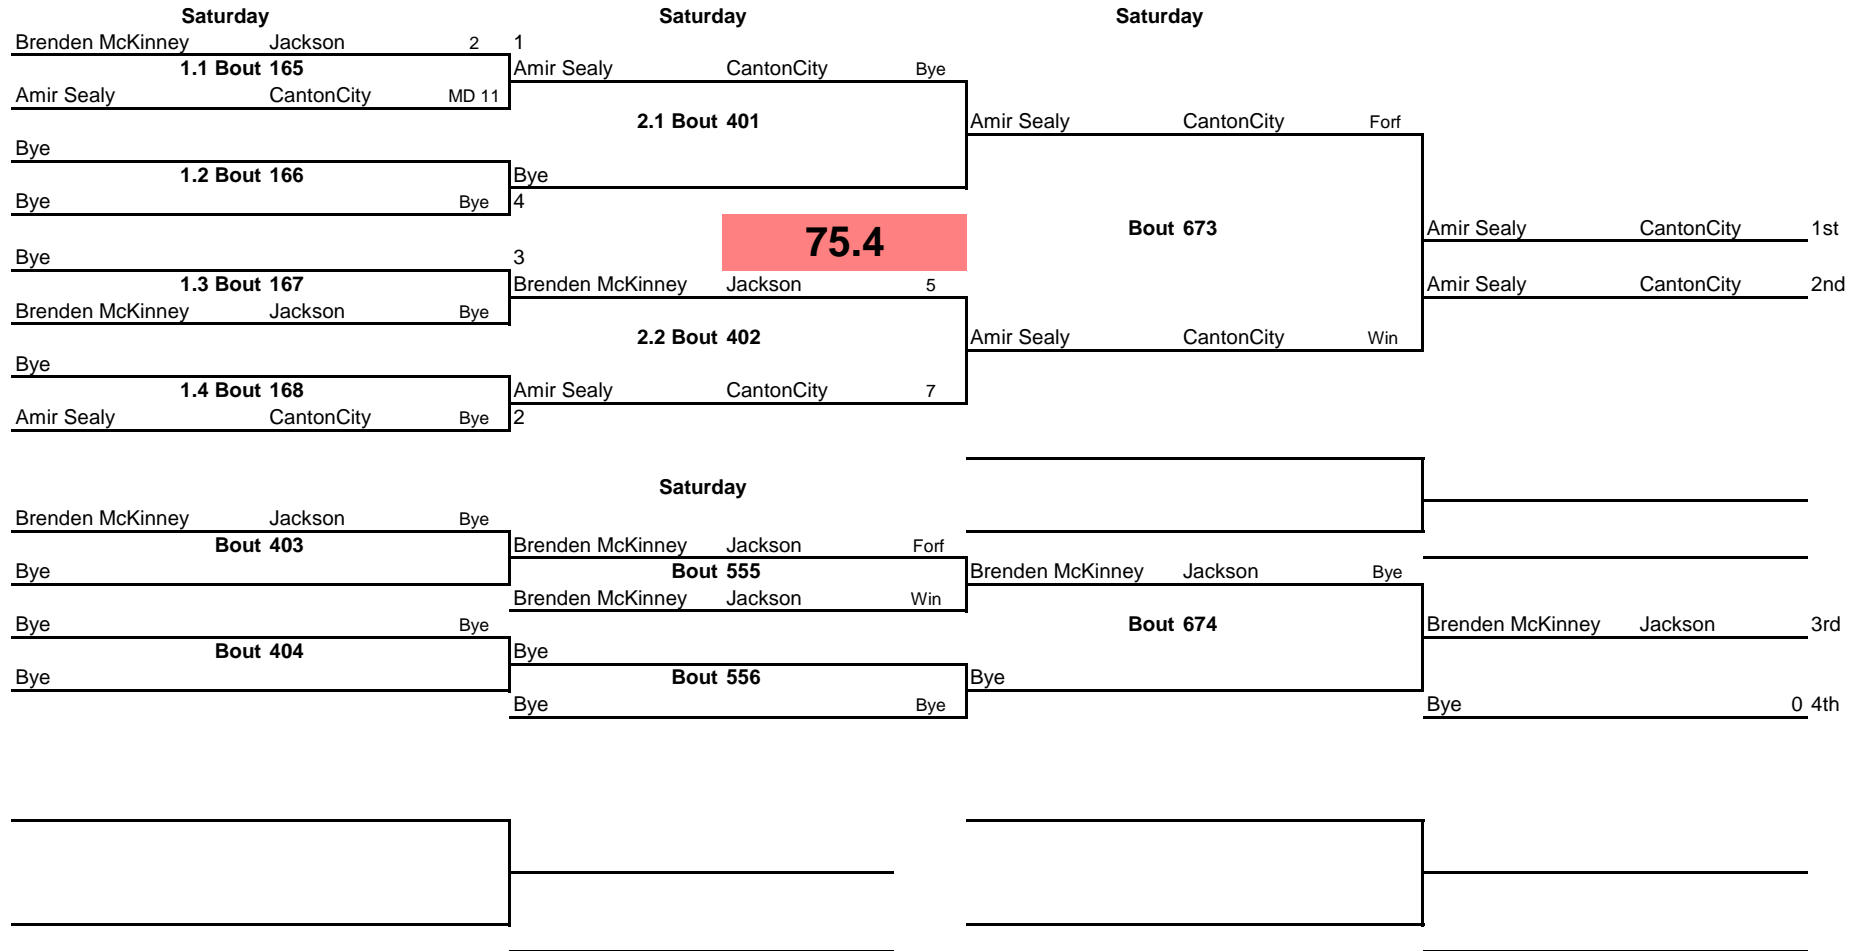 Saturday Saturday Saturday
Brenden McKinney Jackson 2 1
1.1 Bout 165 Amir Sealy CantonCity Bye
Amir Sealy CantonCity MD 11
2.1 Bout 401 Amir Sealy CantonCity Forf
Bye
1.2 Bout 166 Bye
Bye Bye 4
75.4 Bout 673 Amir Sealy CantonCity 1st
Bye 3
1.3 Bout 167 Brenden McKinney Jackson 5 Amir Sealy CantonCity 2nd
Brenden McKinney Jackson Bye
2.2 Bout 402 Amir Sealy CantonCity Win
Bye
1.4 Bout 168 Amir Sealy CantonCity 7
Amir Sealy CantonCity Bye 2
Saturday
Brenden McKinney Jackson Bye
Bout 403 Brenden McKinney Jackson Forf
Bye Bout 555 Brenden McKinney Jackson Bye
Brenden McKinney Jackson Win
Bye Bye Bout 674 Brenden McKinney Jackson 3rd
Bout 404 Bye
Bye Bout 556 Bye
Bye Bye Bye 0 4th